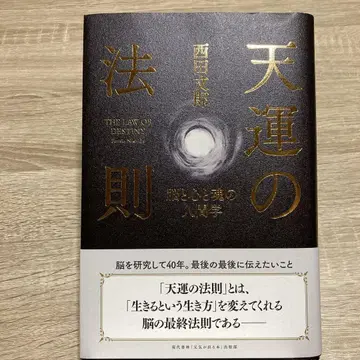 天運の
法則
西田文郎
THE LAW OF
DESTINY
Fumio Nishida
脳と心と魂の
人間学
脳を研究して40年。最後の最後に伝えたいこと
「天運の法則」とは、
「生きるという生き方」を変えてくれる
脳の最終法則である——